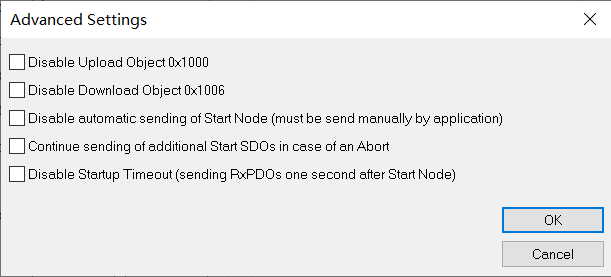 Advanced Settings
Disable Upload Object 0x1000
Disable Download Object 0x1006
Disable automatic sending of Start Node (must be send manually by application)
Continue sending of additional Start SDOs in case of an Abort
Disable Startup Timeout (sending RxPDOs one second after Start Node)
OK
Cancel